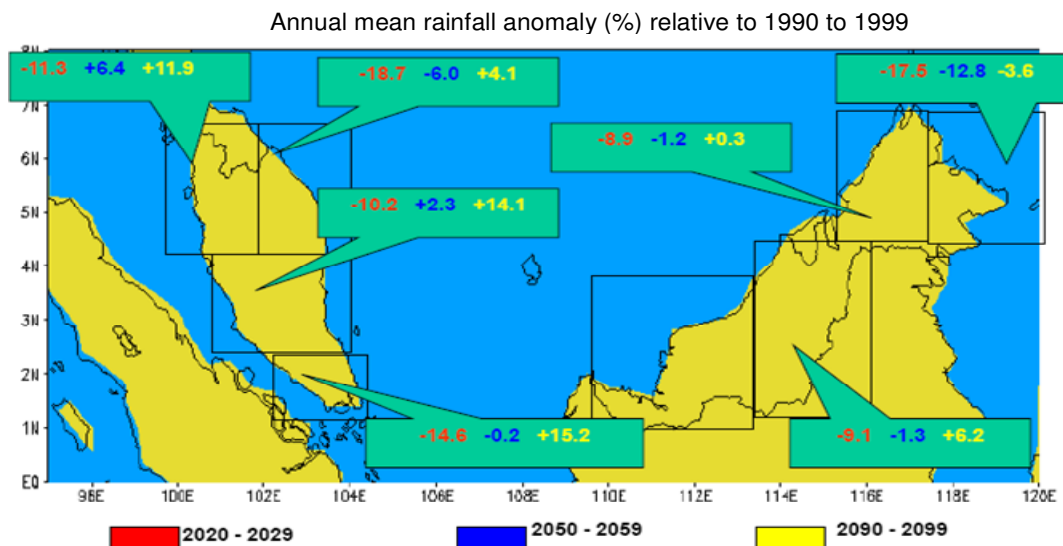 Annual mean rainfall anomaly (%) relative to 1990 to 1999
8N
-11.3 +6.4 +11.9
-18.7 -6.0 +4.1
-17.5 -12.8 -3.6
7N
-8.9 -1.2 +0.3
6N
-10.2 +2.3 +14.1
5N
4N
3N
2N
-14.6 -0.2 +15.2
-9.1 -1.3 +6.2
1N
EQ
98E 100E 102E 104E 106E 108E 110E 112E 114E 116E 118E 120E
2020 - 2029
2050 - 2059
2090 - 2099